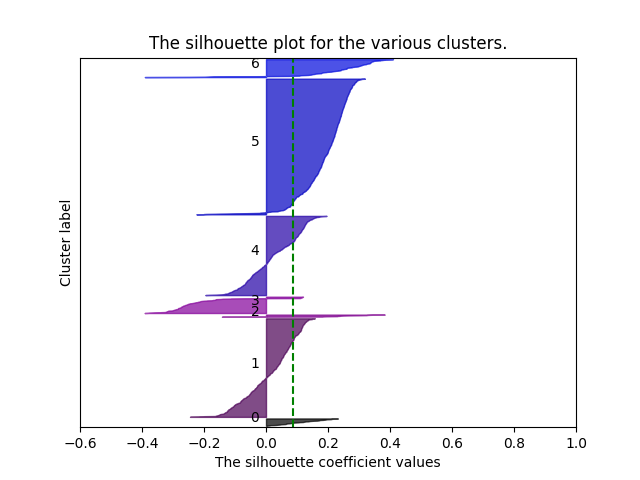 The silhouette plot for the various clusters.
6
5
4
3
2
1
0
Cluster label
−0.6 −0.4 −0.2 0.0 0.2 0.4 0.6 0.8 1.0
The silhouette coefficient values